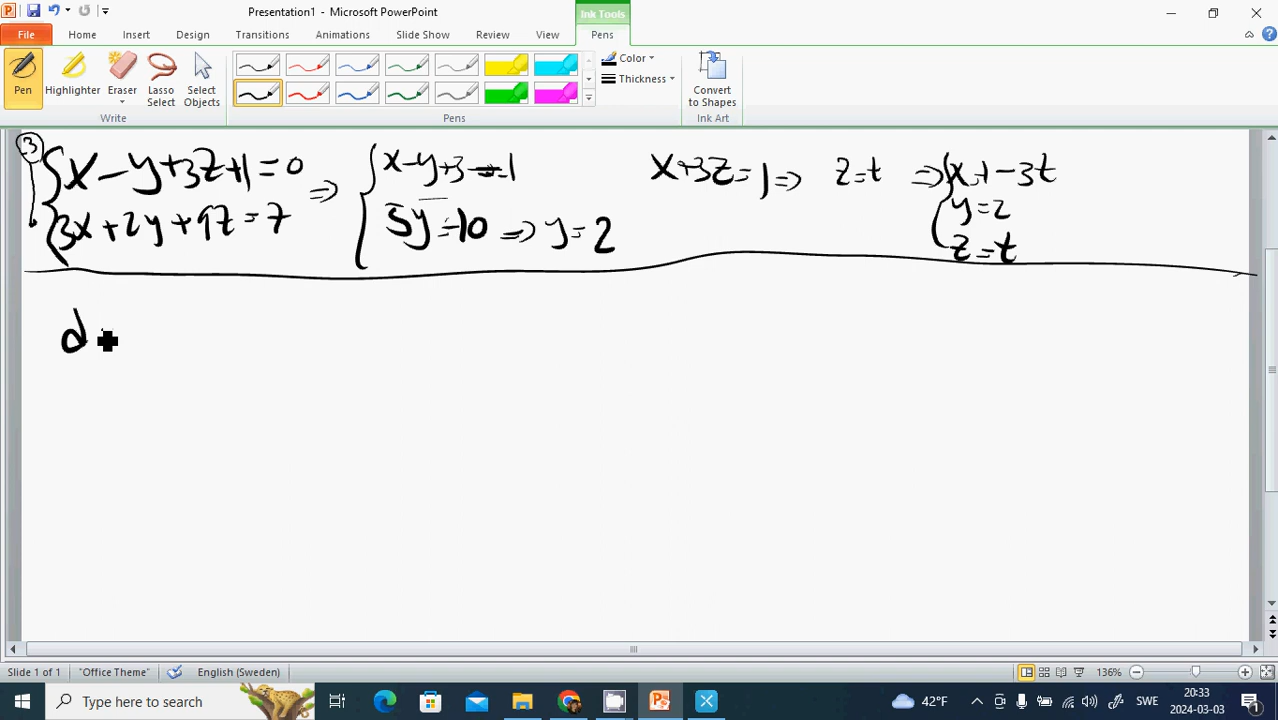 Presentation1 - Microsoft PowerPoint
Ink Tools
File Home Insert Design Transitions Animations Slide Show Review View Pens
Pen Highlighter Eraser Lasso Select Select Objects
Color
Thickness
Convert to Shapes
Write Pens Ink Art
3
x-y+3z+1=0 => x-y+3=-1 x+3z=1=> z=t => x=1-3t
3x+2y+9z=7 5y=10 => y=2 y=2
z=t
d
Slide 1 of 1 "Office Theme" English (Sweden) 136%
Type here to search 42°F SWE 20:33
2024-03-03